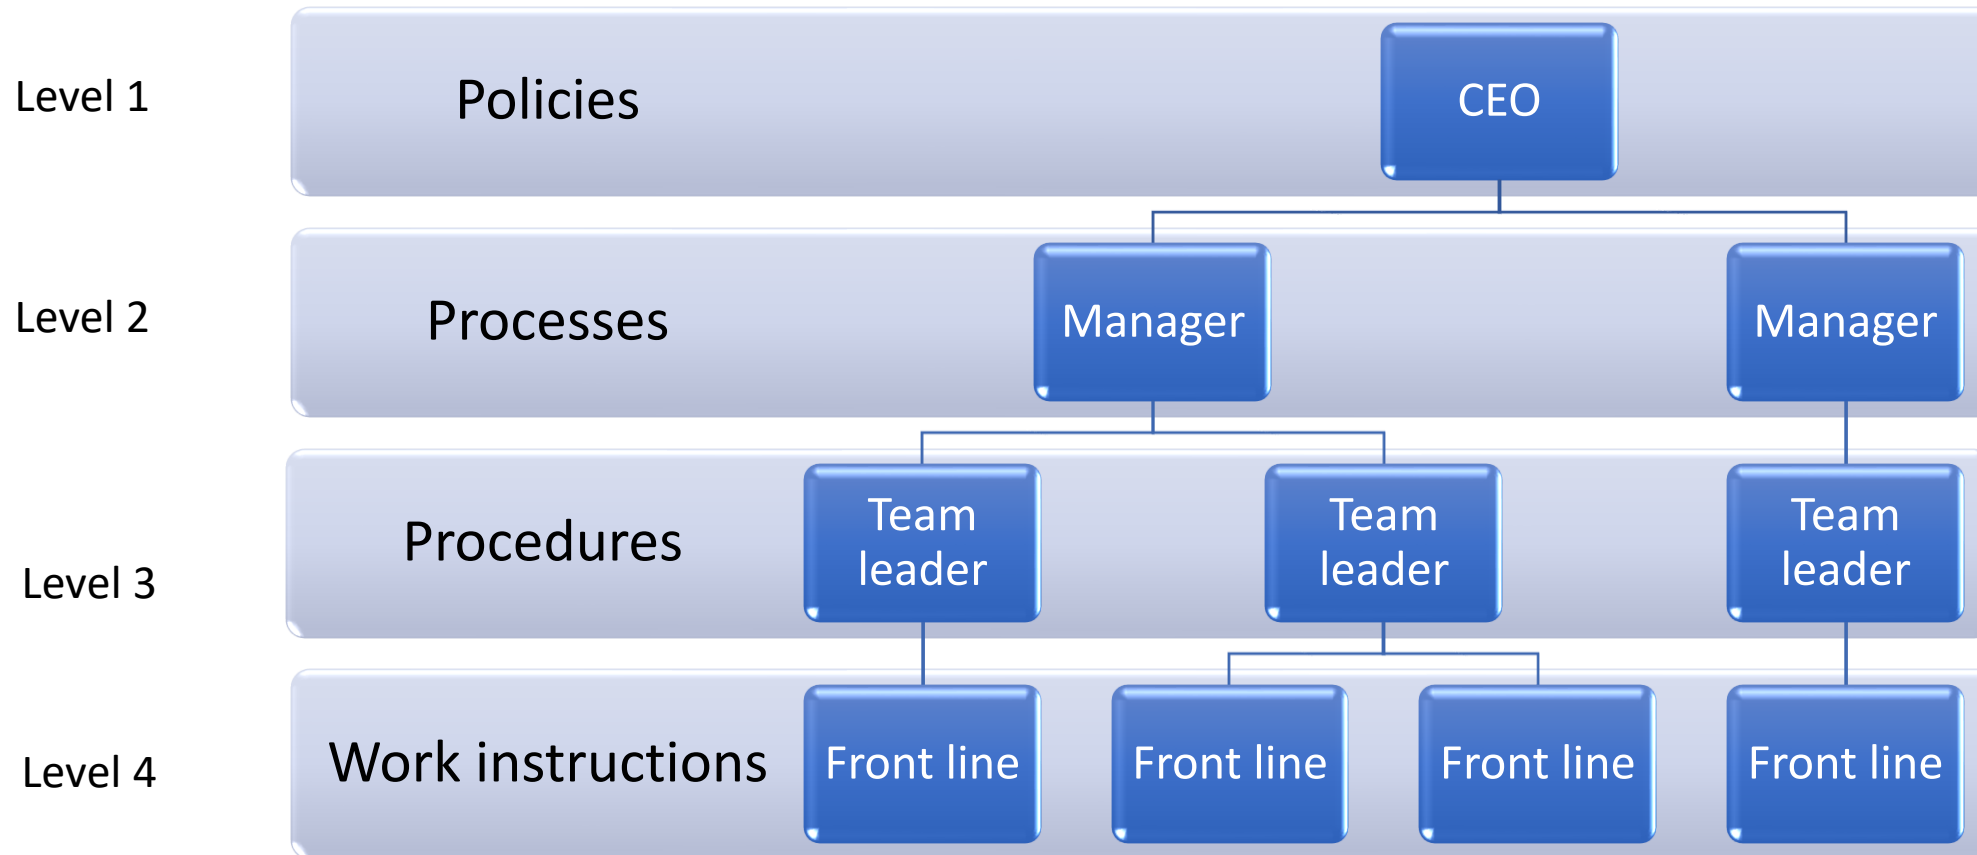 Level 1
Policies
CEO
Level 2
Processes
Manager
Manager
Level 3
Procedures
Team
leader
Team
leader
Team
leader
Level 4
Work instructions
Front line
Front line
Front line
Front line